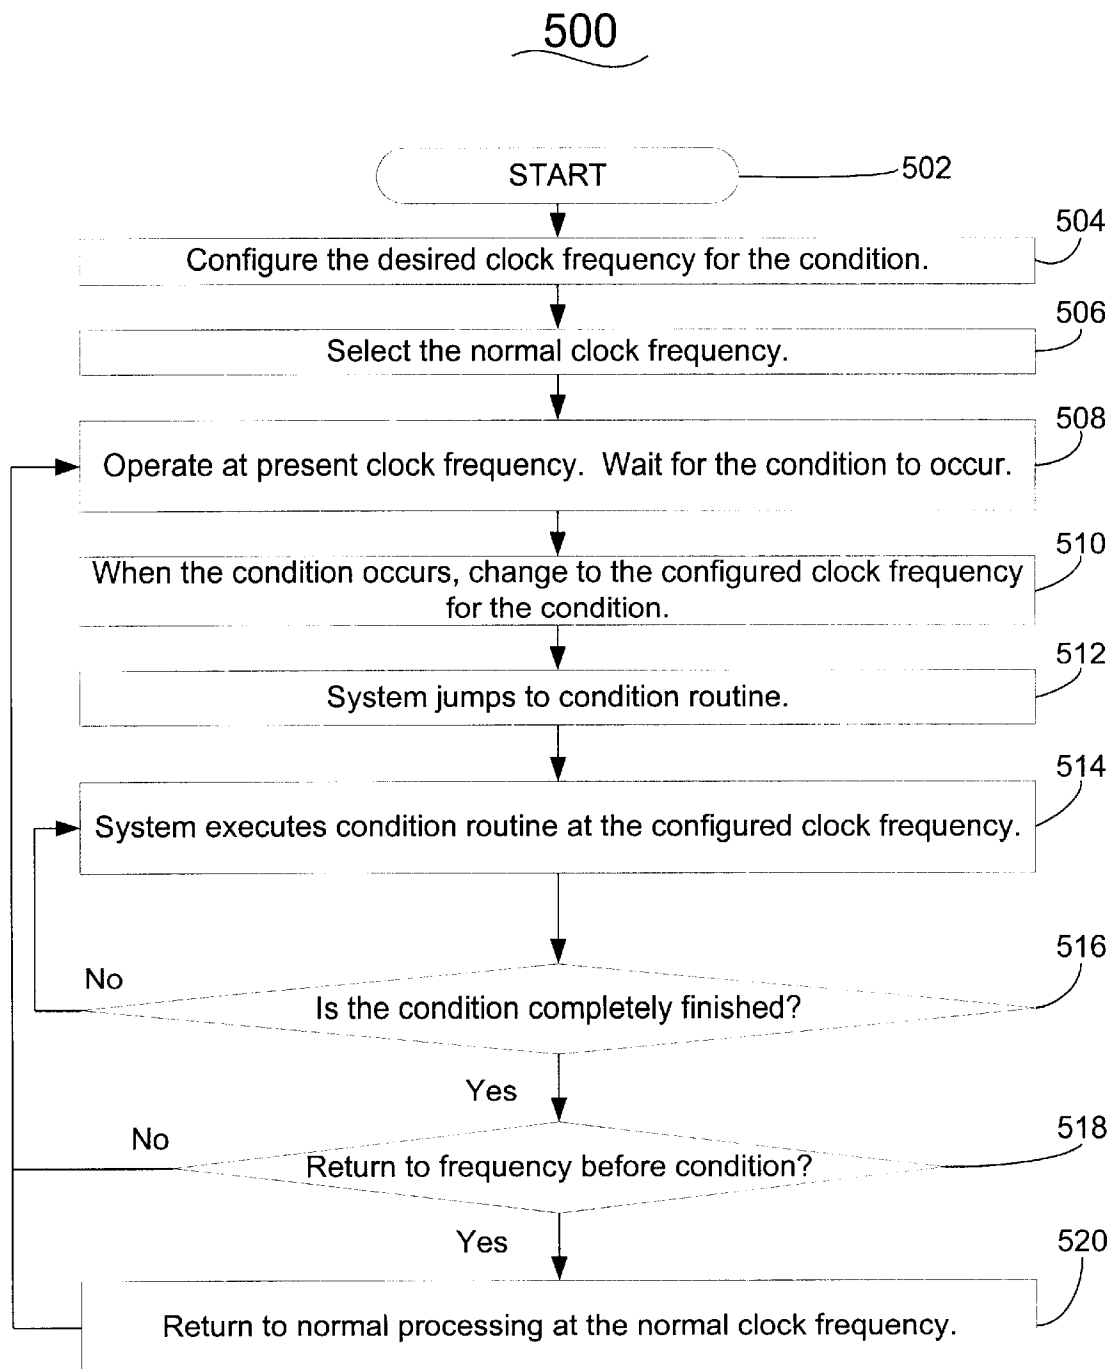 500
START
502
504
Configure the desired clock frequency for the condition.
506
Select the normal clock frequency.
508
Operate at present clock frequency.  Wait for the condition to occur.
510
When the condition occurs, change to the configured clock frequency
for the condition.
512
System jumps to condition routine.
514
System executes condition routine at the configured clock frequency.
516
No
Is the condition completely finished?
Yes
518
No
Return to frequency before condition?
Yes
520
Return to normal processing at the normal clock frequency.